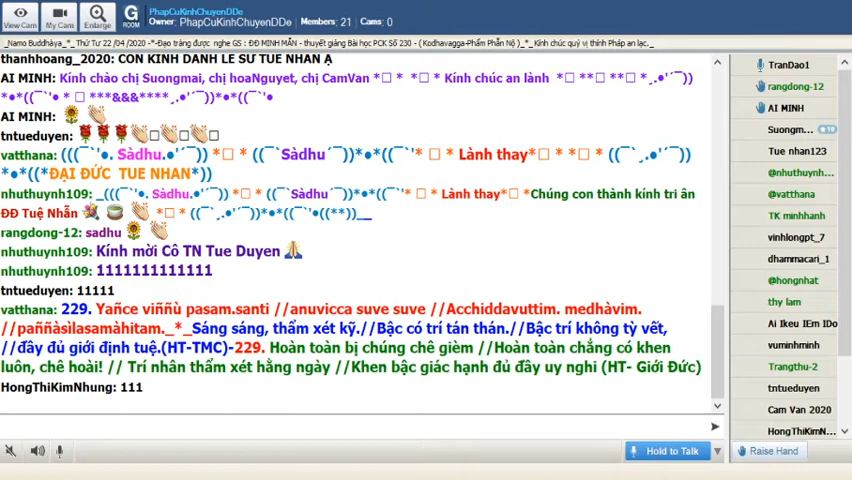 View Cam
My Cam
Enlarge
G
ROOM
PhapCuKinhChuyenDDe
Owner: PhapCuKinhChuyenDDe
Members: 21
Cams: 0
_Namo Buddhàya_*_ Thứ Tư 22 /04 /2020 -*-Đạo tràng được nghe GS : ĐĐ MINH MẪN - thuyết giảng Bài học PCK Số 230 - ( Kodhavagga-Phẩm Phẫn Nộ )_*_Kính chúc quý vị thính Pháp an lạc._
thanhhoang_2020: CON KINH DANH LE SƯ TUE NHAN Ạ
AI MINH: Kính chào chị Suongmai, chị hoaNguyet, chị CamVan *□ * *□ * Kính chúc an lành *□ **□ **□ *¸.•'´¯))
*•*((¯`'• * □ ***&&&****¸.•'´¯))*•*((¯`'•
AI MINH:
tntueduyen:
vatthana: (((¯`'•. Sàdhu.•'´¯)) *□ * ((¯`Sàdhu´¯))*•*((¯`'* □ * Lành thay*□ * *□ * ((¯`¸.•'´¯))
*•*((*ĐẠI ĐỨC TUE NHAN*))
nhuthuynh109: _(((¯`'•. Sàdhu.•'´¯)) *□ * ((¯`Sàdhu´¯))*•*((¯`'* □ * Lành thay*□ *Chúng con thành kính tri ân
ĐĐ Tuệ Nhẫn *□ * ((¯`¸.•'´¯))*•*((¯`'•((**))__
rangdong-12: sadhu
nhuthuynh109: Kính mời Cô TN Tue Duyen
nhuthuynh109: 1111111111111
tntueduyen: 11111
vatthana: 229. Yañce viññù pasam.santi //anuvicca suve suve //Acchiddavuttim. medhàvim.
//paññàsìlasamàhitam._*_Sáng sáng, thẩm xét kỹ.//Bậc có trí tán thán.//Bậc trí không tỳ vết,
//đầy đủ giới định tuệ.(HT-TMC)-229. Hoàn toàn bị chúng chê gièm //Hoàn toàn chẳng có khen
luôn, chê hoài! // Trí nhân thẩm xét hằng ngày //Khen bậc giác hạnh đủ đầy uy nghi (HT- Giới Đức)
HongThiKimNhung: 111
TranDao1
rangdong-12
AI MINH
Suongm...
Tue nhan123
@nhuthuynh...
@vatthana
TK minhhanh
vinhlongpt_7
dhammacari_1
@hongnhat
thy lam
Ai Ikeu IEm IDo
vuminhminh
Trangthu-2
tntueduyen
Cam Van 2020
HongThiKimN...
Hold to Talk
Raise Hand